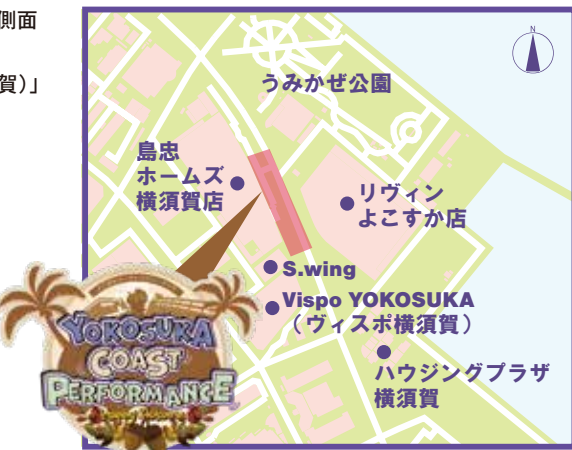 側面
賀)」
N
うみかぜ公園
島忠
ホームズ
横須賀店
リヴィン
よこすか店
S.wing
Vispo YOKOSUKA
(ヴィスポ横須賀)
ハウジングプラザ
横須賀
YOKOSUKA
COAST
PERFORMANCE